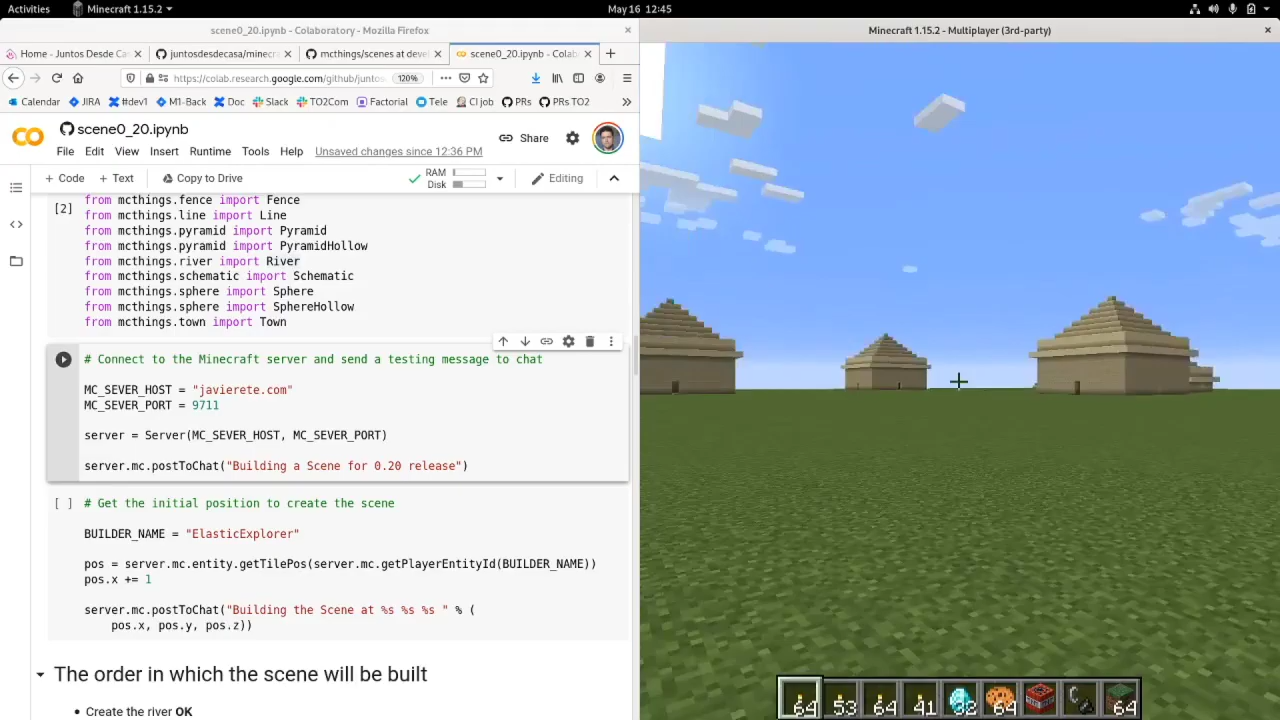 Activities
Minecraft 1.15.2
May 16 12:45
scene0_20.ipynb - Colaboratory - Mozilla Firefox
Minecraft 1.15.2 - Multiplayer (3rd-party)
Home - Juntos Desde Ca
juntosdesdecasa/minecra
mcthings/scenes at deve
scene0_20.ipynb - Colab
https://colab.research.google.com/github/juntos
120%
Calendar
JIRA
#dev1
M1-Back
Doc
Slack
TO2Com
Factorial
Tele
CI job
PRs
PRs TO2
scene0_20.ipynb
Share
File Edit View Insert Runtime Tools Help Unsaved changes since 12:36 PM
+ Code + Text Copy to Drive
RAM
Disk
Editing
[2]
from mcthings.fence import Fence
from mcthings.line import Line
from mcthings.pyramid import Pyramid
from mcthings.pyramid import PyramidHollow
from mcthings.river import River
from mcthings.schematic import Schematic
from mcthings.sphere import Sphere
from mcthings.sphere import SphereHollow
from mcthings.town import Town
# Connect to the Minecraft server and send a testing message to chat
MC_SEVER_HOST = "javierete.com"
MC_SEVER_PORT = 9711
server = Server(MC_SEVER_HOST, MC_SEVER_PORT)
server.mc.postToChat("Building a Scene for 0.20 release")
[ ] # Get the initial position to create the scene
BUILDER_NAME = "ElasticExplorer"
pos = server.mc.entity.getTilePos(server.mc.getPlayerEntityId(BUILDER_NAME))
pos.x += 1
server.mc.postToChat("Building the Scene at %s %s %s " % (
pos.x, pos.y, pos.z))
The order in which the scene will be built
• Create the river OK
64 53 64 41 32 64 64